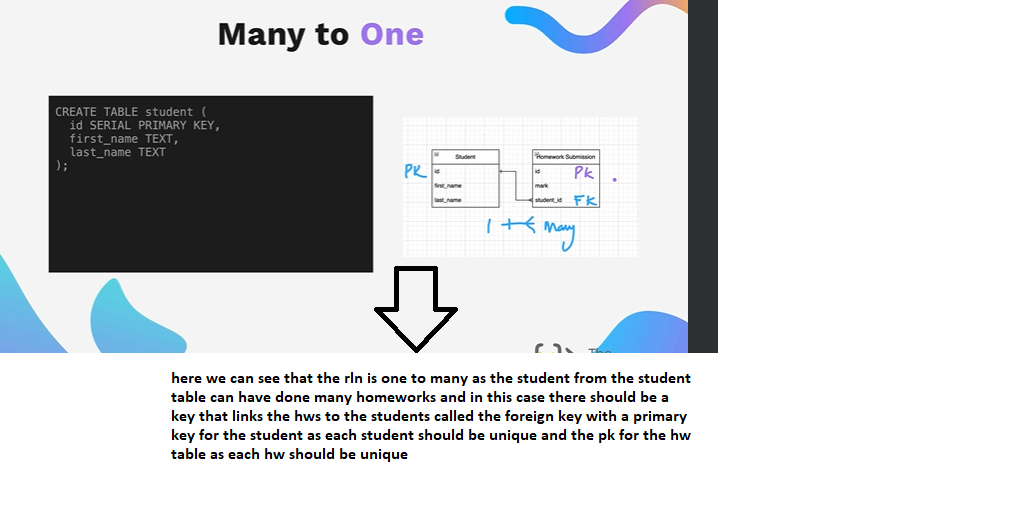 Many to One
CREATE TABLE student (
id SERIAL PRIMARY KEY,
first_name TEXT,
last_name TEXT
);
Student
id
first_name
last_name
PK
Homework Submission
id
mark
student_id
PK
FK
1
Many
The
here we can see that the rln is one to many as the student from the student
table can have done many homeworks and in this case there should be a
key that links the hws to the students called the foreign key with a primary
key for the student as each student should be unique and the pk for the hw
table as each hw should be unique